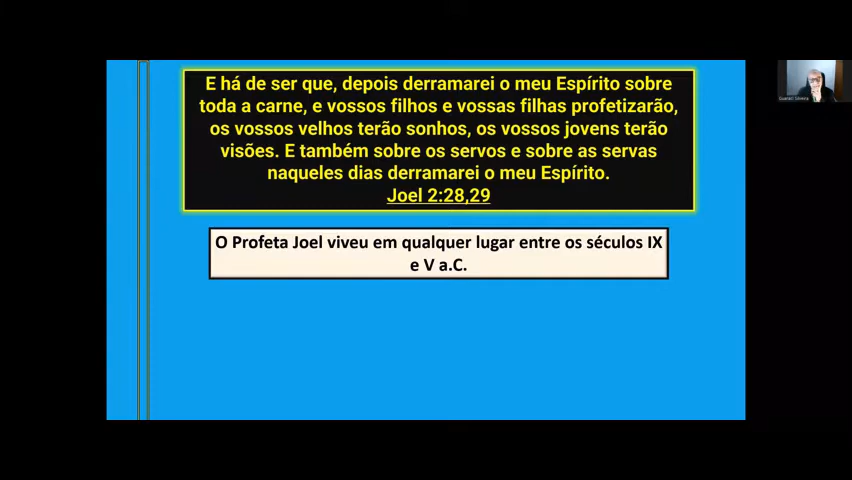 E há de ser que, depois derramarei o meu Espírito sobre
toda a carne, e vossos filhos e vossas filhas profetizarão,
os vossos velhos terão sonhos, os vossos jovens terão
visões. E também sobre os servos e sobre as servas
naqueles dias derramarei o meu Espírito.
Joel 2:28,29
O Profeta Joel viveu em qualquer lugar entre os séculos IX
e V a.C.